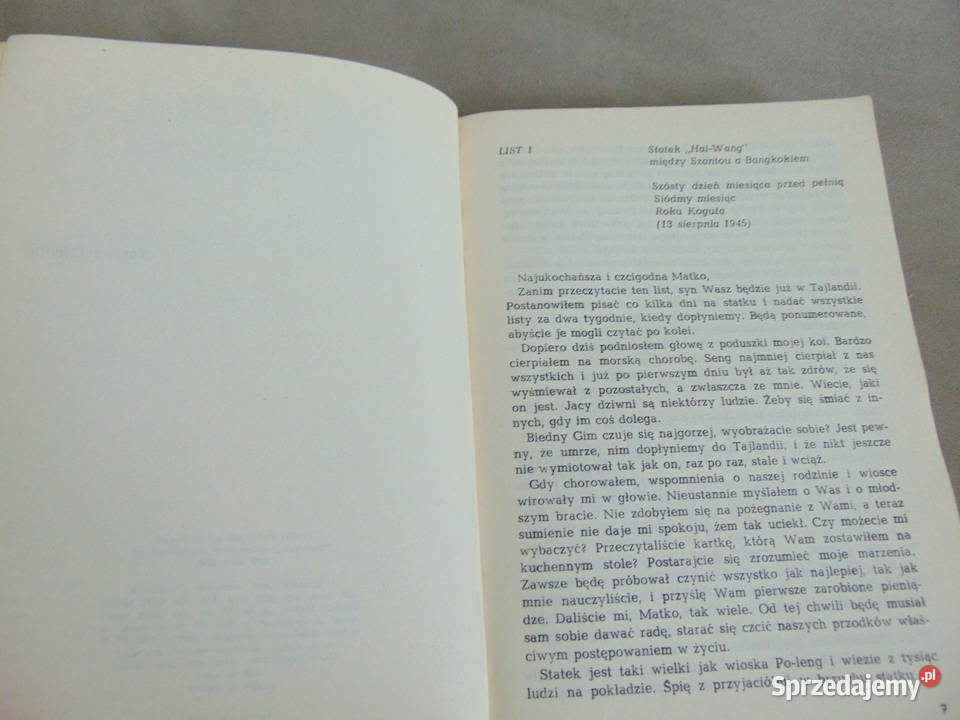 LIST 1
Statek „Hai-Wang"
między Szantou a Bangkokiem
Szósty dzień miesiąca przed pełnią
Siódmy miesiąc
Roku Koguta
(13 sierpnia 1945)
Najukochańsza i czcigodna Matko,
Zanim przeczytacie ten list, syn Wasz będzie już w Tajlandii.
Postanowiłem pisać co kilka dni na statku i nadać wszystkie
listy za dwa tygodnie, kiedy dopłyniemy. Będą ponumerowane,
abyście je mogli czytać po kolei.
Dopiero dziś podniosłem głowę z poduszki mojej koi. Bardzo
cierpiałem na morską chorobę. Seng najmniej cierpiał z nas
wszystkich i już po pierwszym dniu był aż tak zdrów, że się
wyśmiewał z pozostałych, a zwłaszcza ze mnie. Wiecie, jaki
on jest. Jacy dziwni są niektórzy ludzie. Żeby się śmiać z in-
nych, gdy im coś dolega.
Biedny Gim czuje się najgorzej, wyobrażacie sobie? Jest pew-
ny, że umrze, nim dopłyniemy do Tajlandii, i że nikt jeszcze
nie wymiotował tak jak on, raz po raz, stale i wciąż.
Gdy chorowałem, wspomnienia o naszej rodzinie i wiosce
wirowały mi w głowie. Nieustannie myślałem o Was i o młod-
szym bracie. Nie zdobyłem się na pożegnanie z Wami, a teraz
sumienie nie daje mi spokoju, żem tak uciekł. Czy możecie mi
wybaczyć? Przeczytaliście kartkę, którą Wam zostawiłem na
kuchennym stole? Postarajcie się zrozumieć moje marzenia.
Zawsze będę próbował czynić wszystko jak najlepiej, tak jak
mnie nauczyliście, i przyślę Wam pierwsze zarobione pienią-
dze. Daliście mi, Matko, tak wiele. Od tej chwili będę musiał
sam sobie dawać radę, starać się czcić naszych przodków właś-
ciwym postępowaniem w życiu.
Statek jest taki wielki jak wioska Po-leng i wiezie z tysiąc
ludzi na pokładzie. Śpię z
Sprzedajemy.pl
7